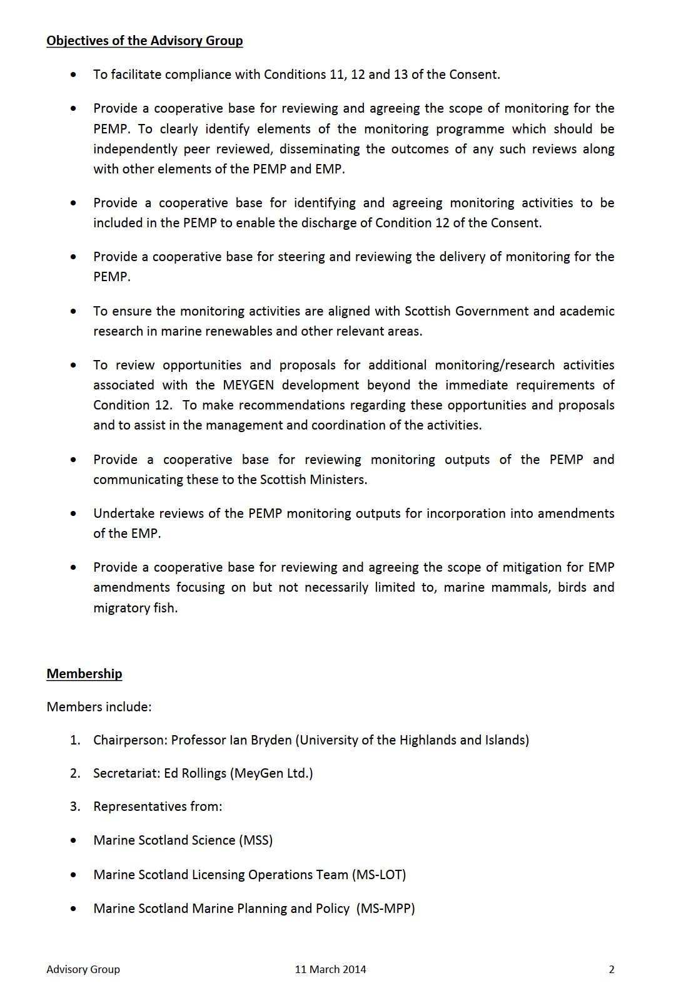 Objectives of the Advisory Group
• To facilitate compliance with Conditions 11, 12 and 13 of the Consent.
• Provide a cooperative base for reviewing and agreeing the scope of monitoring for the
PEMP. To clearly identify elements of the monitoring programme which should be
independently peer reviewed, disseminating the outcomes of any such reviews along
with other elements of the PEMP and EMP.
• Provide a cooperative base for identifying and agreeing monitoring activities to be
included in the PEMP to enable the discharge of Condition 12 of the Consent.
• Provide a cooperative base for steering and reviewing the delivery of monitoring for the
PEMP.
• To ensure the monitoring activities are aligned with Scottish Government and academic
research in marine renewables and other relevant areas.
• To review opportunities and proposals for additional monitoring/research activities
associated with the MEYGEN development beyond the immediate requirements of
Condition 12. To make recommendations regarding these opportunities and proposals
and to assist in the management and coordination of the activities.
• Provide a cooperative base for reviewing monitoring outputs of the PEMP and
communicating these to the Scottish Ministers.
• Undertake reviews of the PEMP monitoring outputs for incorporation into amendments
of the EMP.
• Provide a cooperative base for reviewing and agreeing the scope of mitigation for EMP
amendments focusing on but not necessarily limited to, marine mammals, birds and
migratory fish.
Membership
Members include:
1. Chairperson: Professor Ian Bryden (University of the Highlands and Islands)
2. Secretariat: Ed Rollings (MeyGen Ltd.)
3. Representatives from:
• Marine Scotland Science (MSS)
• Marine Scotland Licensing Operations Team (MS-LOT)
• Marine Scotland Marine Planning and Policy (MS-MPP)
Advisory Group 11 March 2014 2